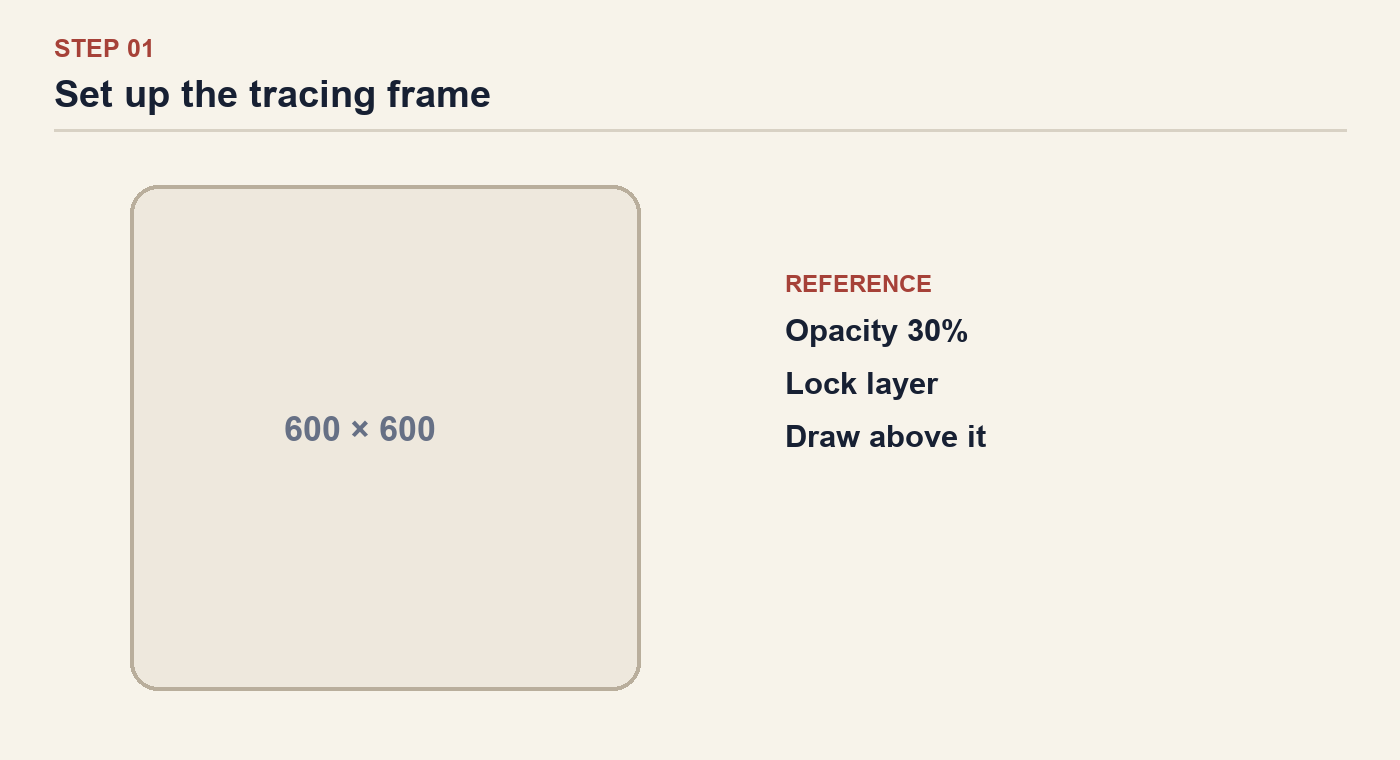 STEP 01
Set up the tracing frame
600 × 600
REFERENCE
Opacity 30%
Lock layer
Draw above it